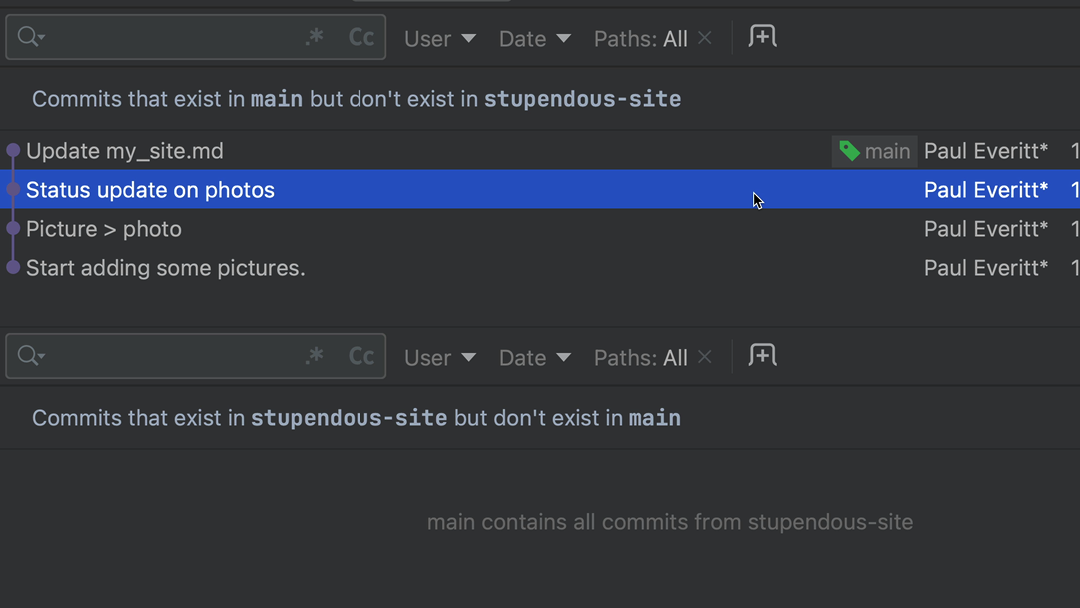 .* Cc User Date Paths: All
Commits that exist in main but don't exist in stupendous-site
Update my_site.md main Paul Everitt* 1
Status update on photos Paul Everitt* 1
Picture > photo Paul Everitt* 1
Start adding some pictures. Paul Everitt* 1
.* Cc User Date Paths: All
Commits that exist in stupendous-site but don't exist in main
main contains all commits from stupendous-site